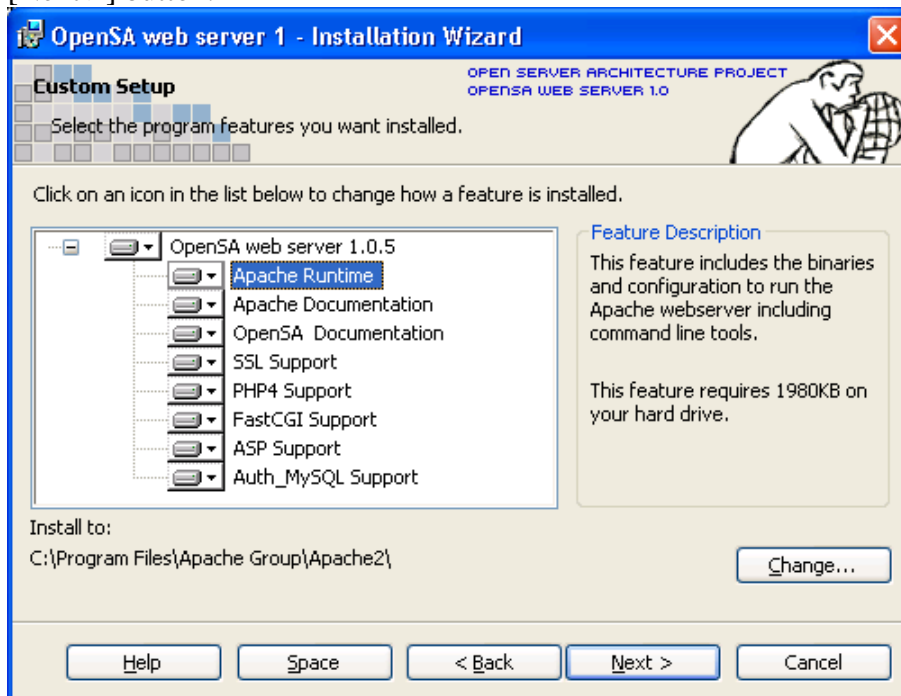 OpenSA web server 1 - Installation Wizard
Custom Setup
OPEN SERVER ARCHITECTURE PROJECT
OPENSA WEB SERVER 1.0
Select the program features you want installed.
Click on an icon in the list below to change how a feature is installed.
OpenSA web server 1.0.5
Apache Runtime
Apache Documentation
OpenSA Documentation
SSL Support
PHP4 Support
FastCGI Support
ASP Support
Auth_MySQL Support
Feature Description
This feature includes the binaries
and configuration to run the
Apache webserver including
command line tools.
This feature requires 1980KB on
your hard drive.
Install to:
C:\Program Files\Apache Group\Apache2\
Change...
Help
Space
< Back
Next >
Cancel